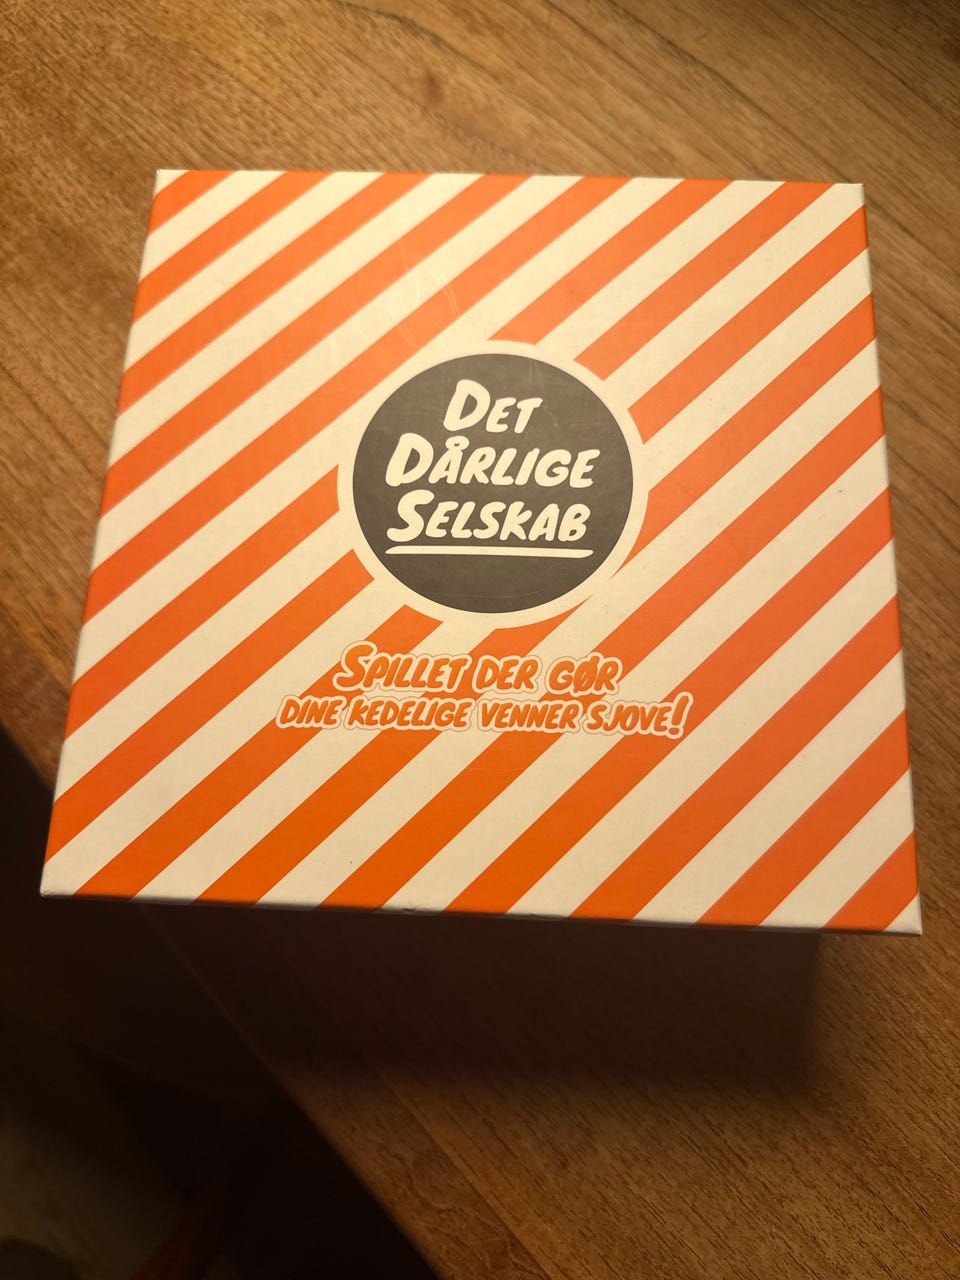 Det
Dårlige
Selskab
Spillet der gør
dine kedelige venner sjove!